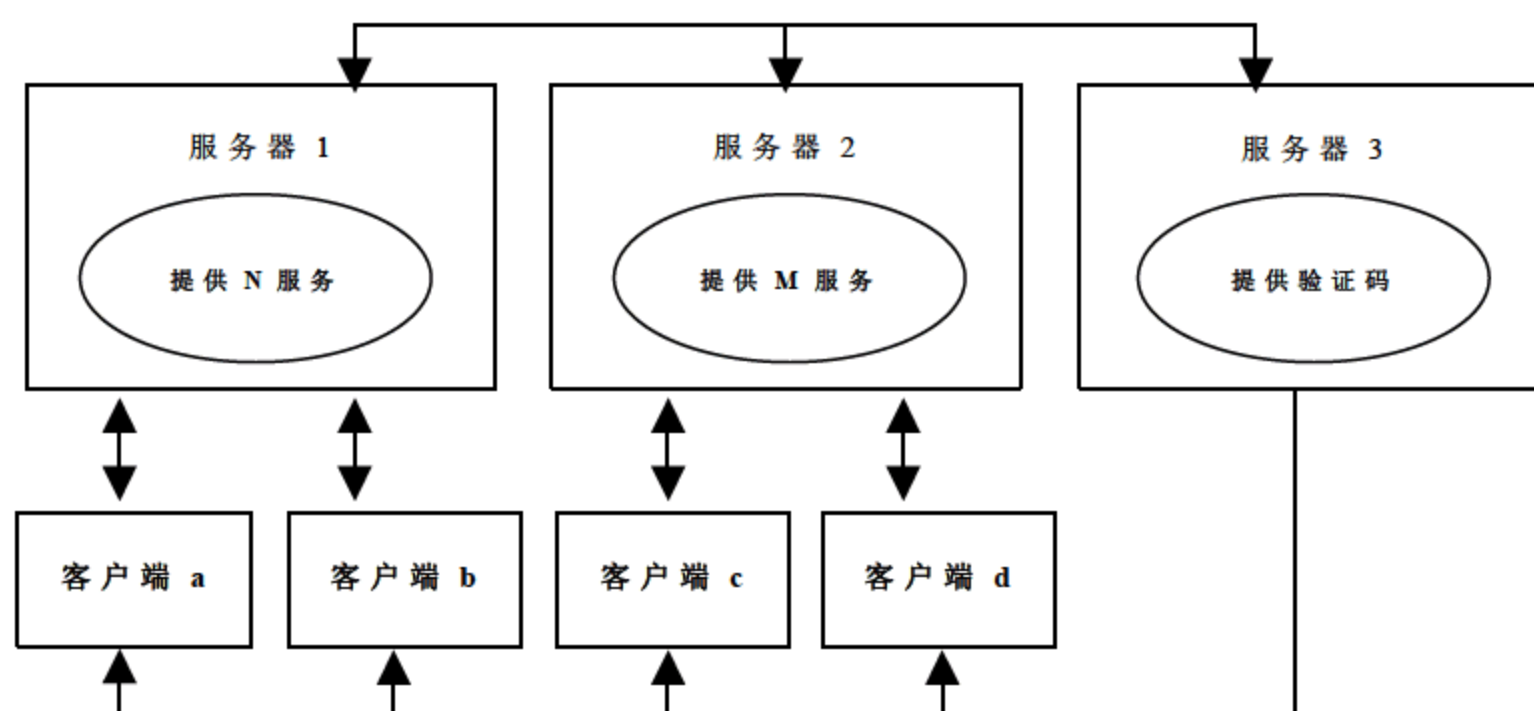 服务器 1
服务器 2
服务器 3
提供 N 服务
提供 M 服务
提供验证码
客户端 a
客户端 b
客户端 c
客户端 d